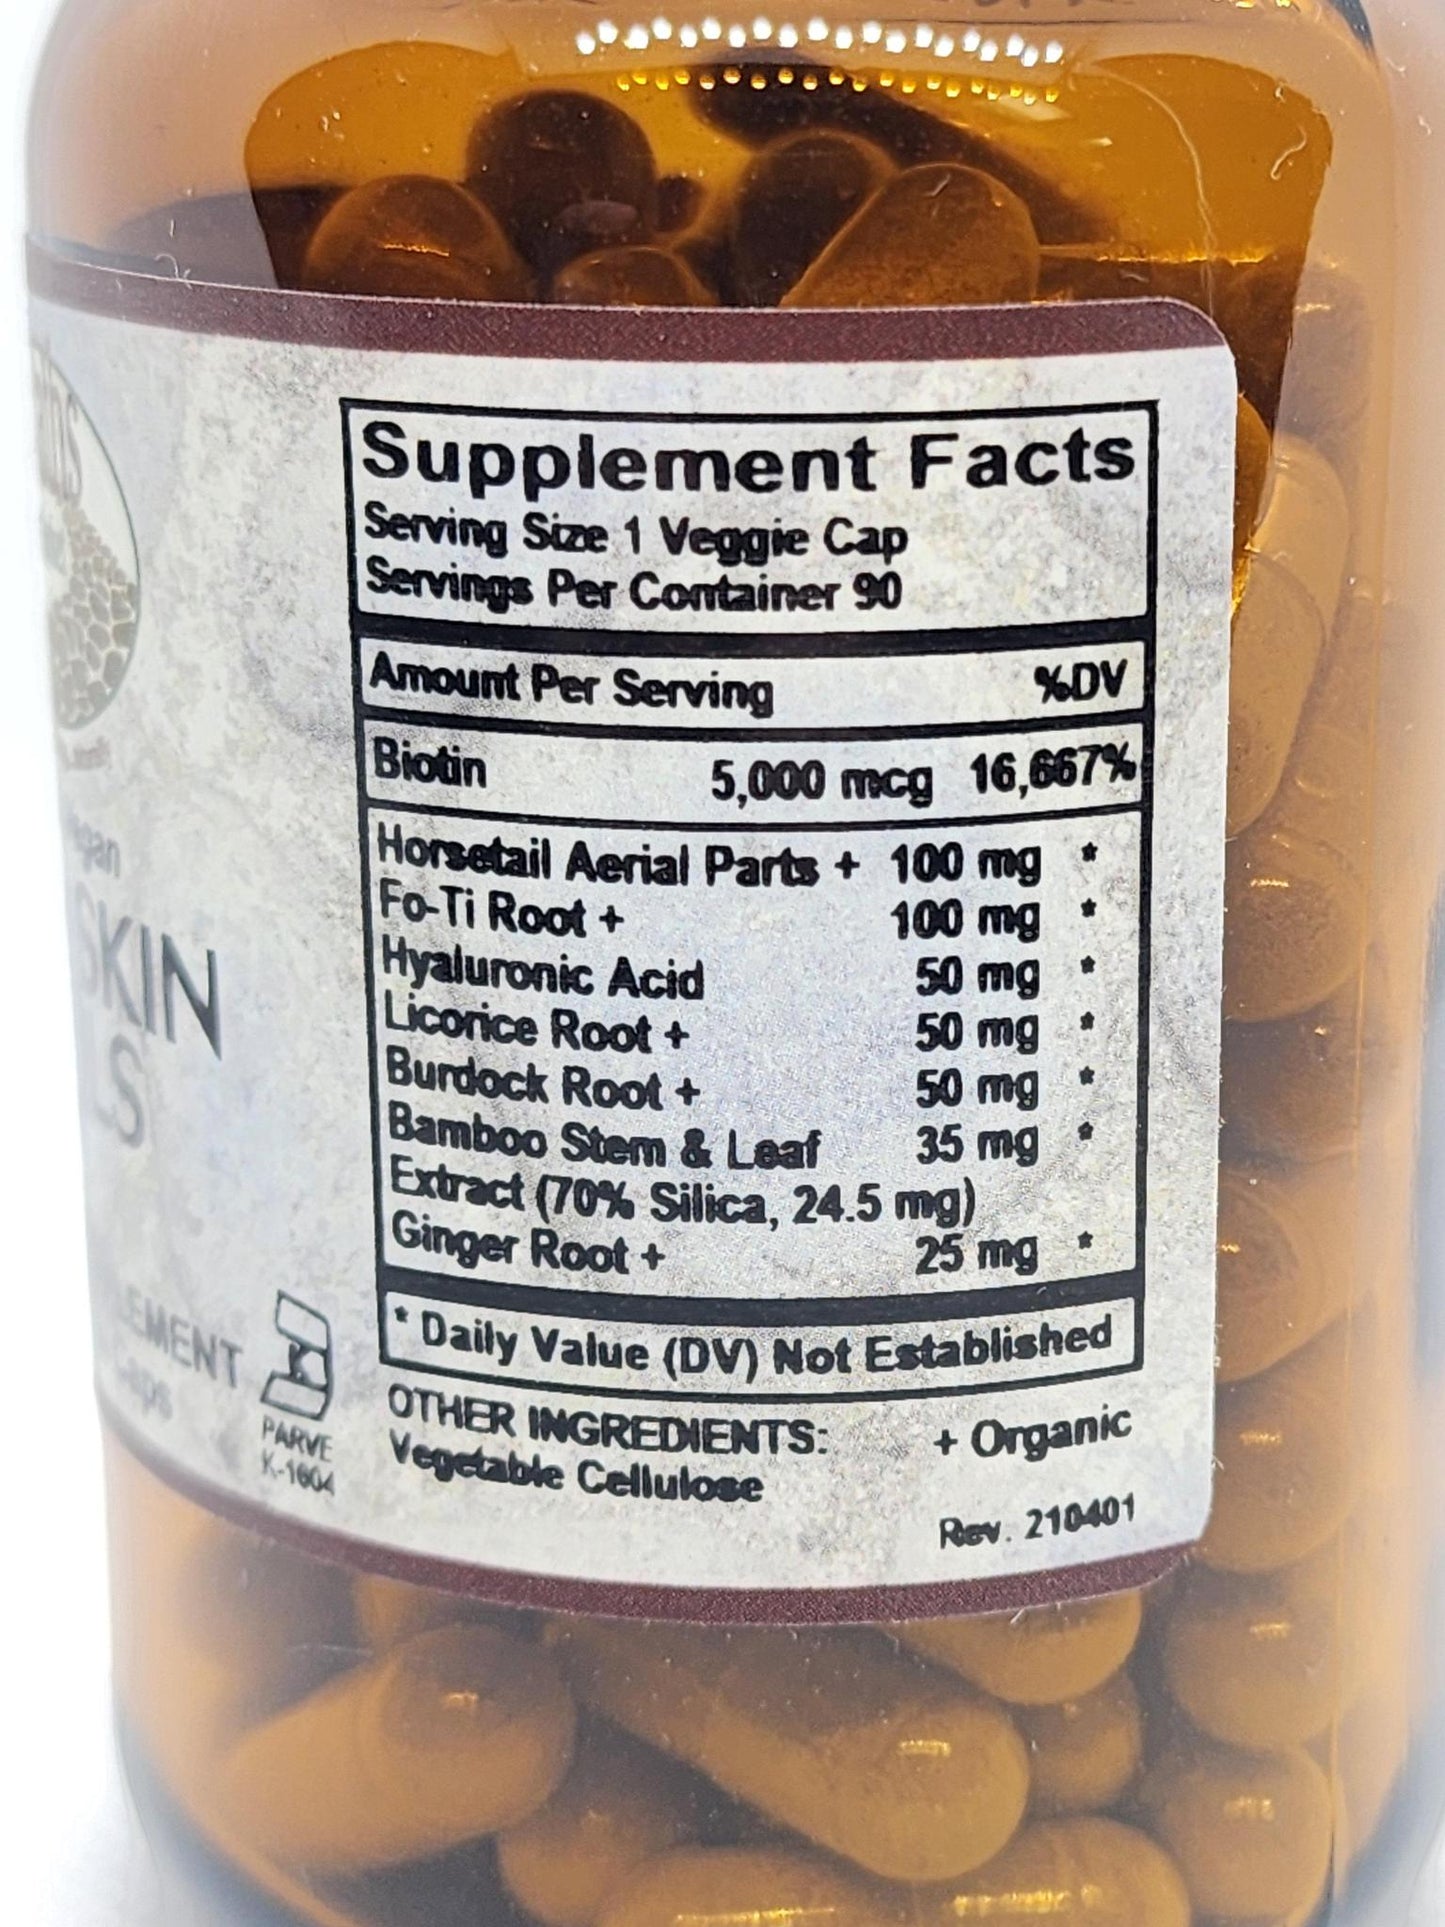 SKIN
Supplement Facts
Serving Size 1 Veggie Cap
Servings Per Container 90
Amount Per Serving %DV
Biotin 5,000 mcg 16,667%
Horsetail Aerial Parts + 100 mg *
Fo-Ti Root + 100 mg *
Hyaluronic Acid 50 mg *
Licorice Root + 50 mg *
Burdock Root + 50 mg *
Bamboo Stem & Leaf 35 mg *
Extract (70% Silica, 24.5 mg)
Ginger Root + 25 mg *
* Daily Value (DV) Not Established
OTHER INGREDIENTS: + Organic
Vegetable Cellulose
Rev. 210401
K
PARVE
K-1604